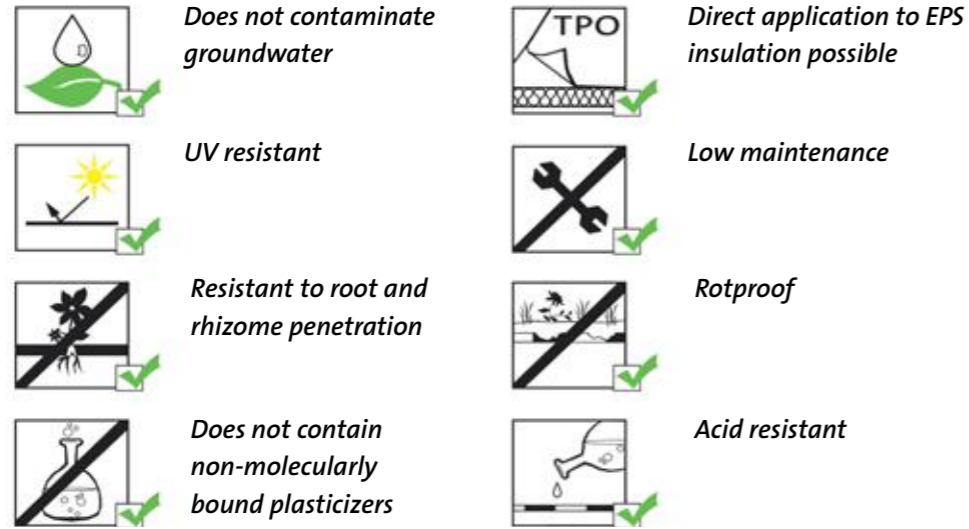 Does not contaminate
groundwater
TPO
Direct application to EPS
insulation possible
UV resistant
Low maintenance
Resistant to root and
rhizome penetration
Rotproof
Does not contain
non-molecularly
bound plasticizers
Acid resistant